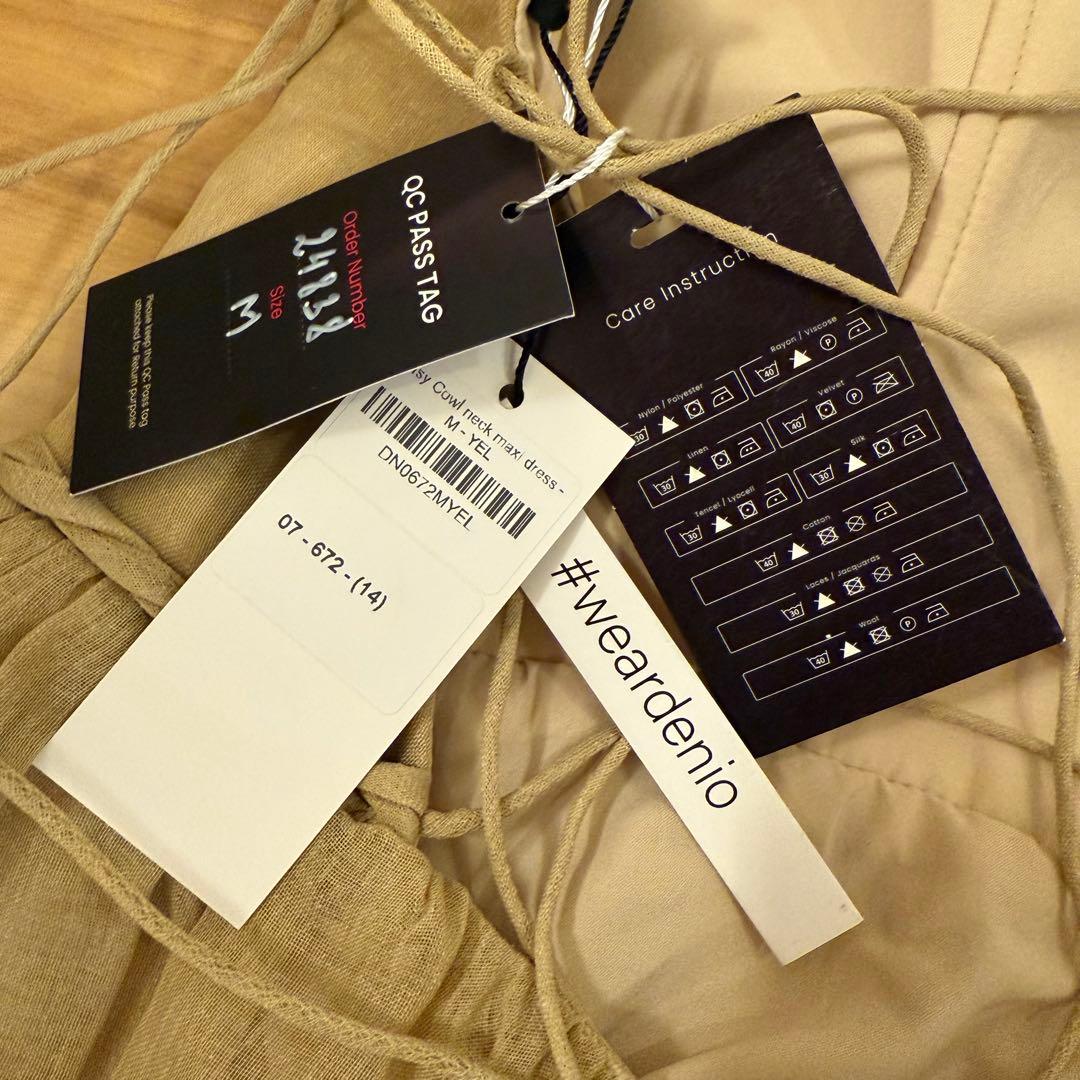 QC PASS TAG
Order Number
24838
Size
M
Please keep this QC Pass tag
attached for Return purpose
Cowl neck maxi dress -
M - YEL
DN0672MYEL
07 - 672 - (14)
#weardenio
Care Instruction
Nylon / Polyester
Rayon / Viscose
30
40
P
Linen
Velvet
30
40
P
Tencel / Lyocell
Silk
30
30
Cotton
40
Laces / Jacquards
30
Wool
40
P